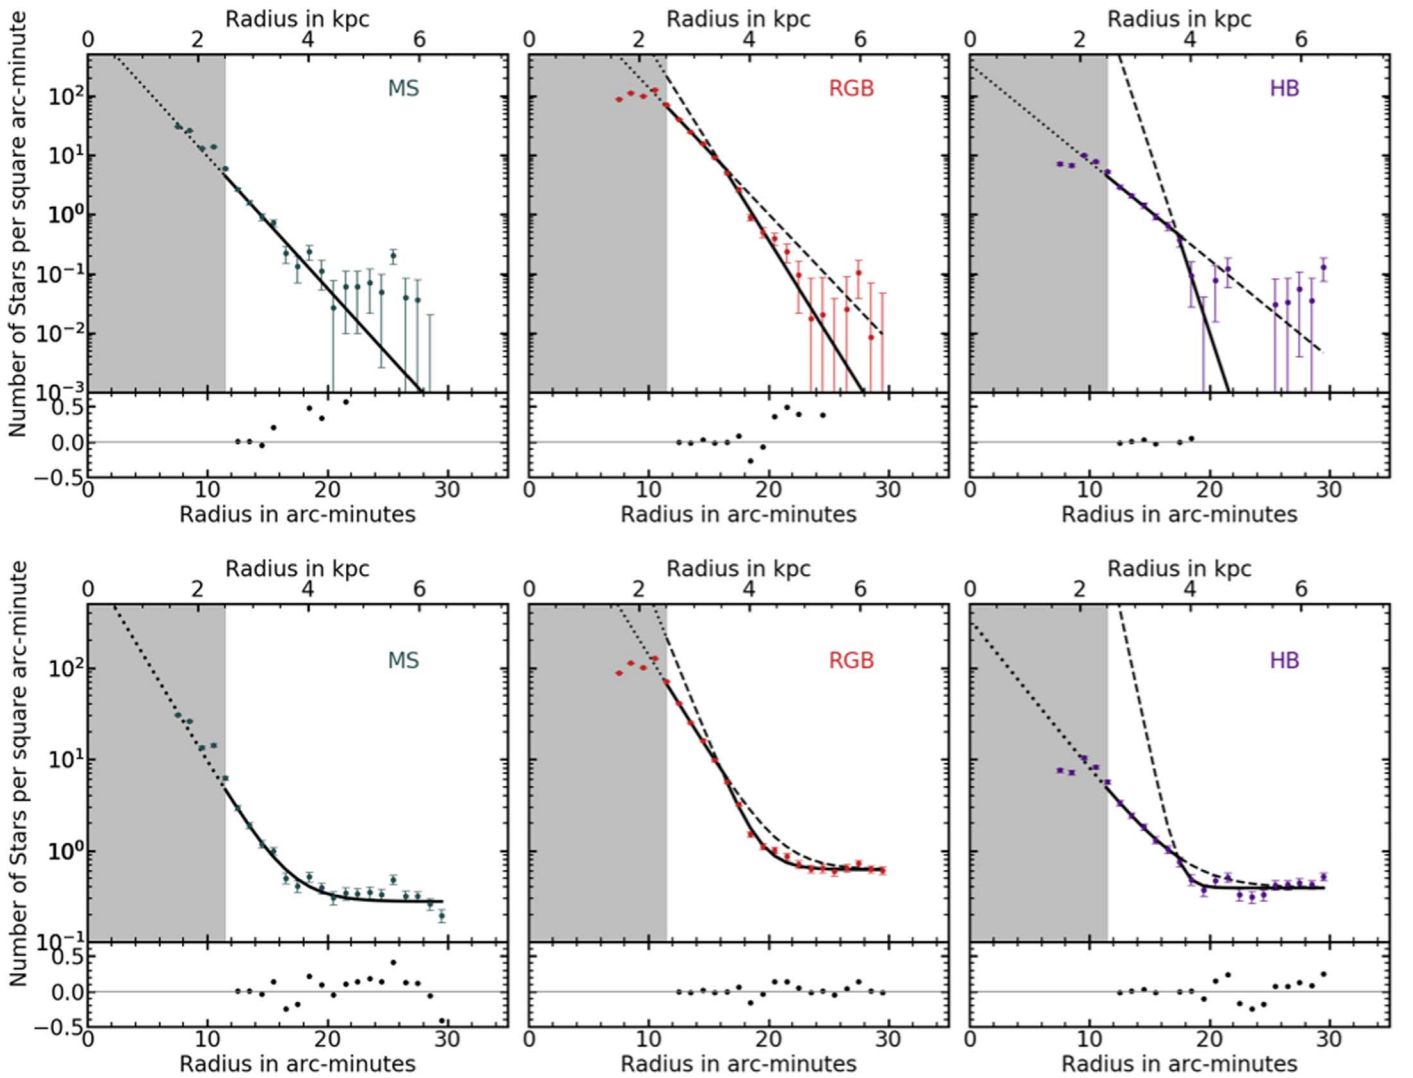 Radius in kpc Radius in kpc Radius in kpc
0 2 4 6 0 2 4 6 0 2 4 6
Number of Stars per square arc-minute
MS RGB HB
10² 
10¹
10⁰
10⁻¹
10⁻²
10⁻³
0.5
0.0
−0.5
0 10 20 30 0 10 20 30 0 10 20 30
Radius in arc-minutes Radius in arc-minutes Radius in arc-minutes
Radius in kpc Radius in kpc Radius in kpc
0 2 4 6 0 2 4 6 0 2 4 6
Number of Stars per square arc-minute
MS RGB HB
10²
10¹
10⁰
10⁻¹
0.5
0.0
−0.5
0 10 20 30 0 10 20 30 0 10 20 30
Radius in arc-minutes Radius in arc-minutes Radius in arc-minutes